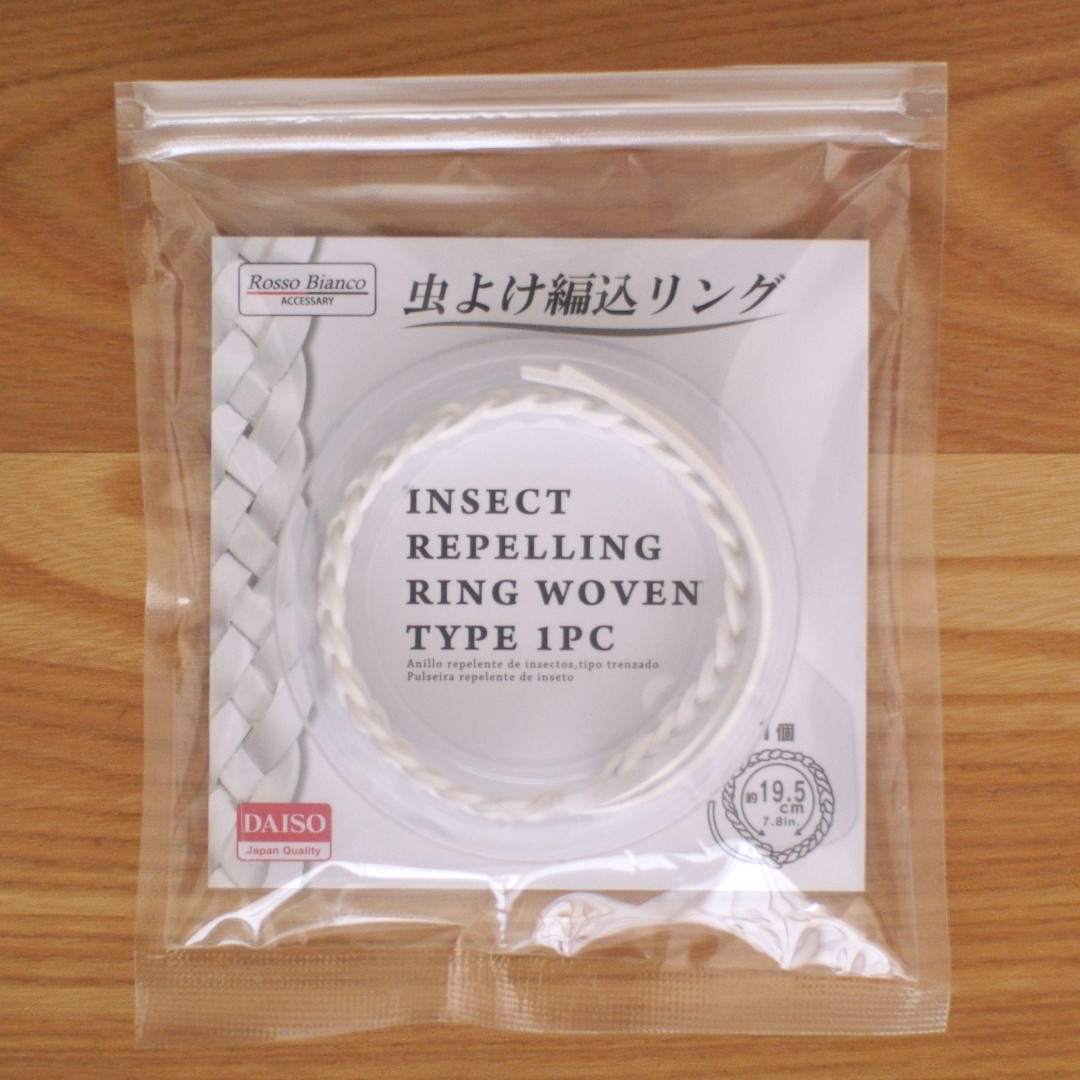 Rosso Bianco
ACCESSARY
虫よけ編込リング
INSECT
REPELLING
RING WOVEN
TYPE 1PC
Anillo repelente de insectos,tipo trenzado
Pulseira repelente de inseto
1個
約19.5
cm
7.8in.
DAISO
Japan Quality